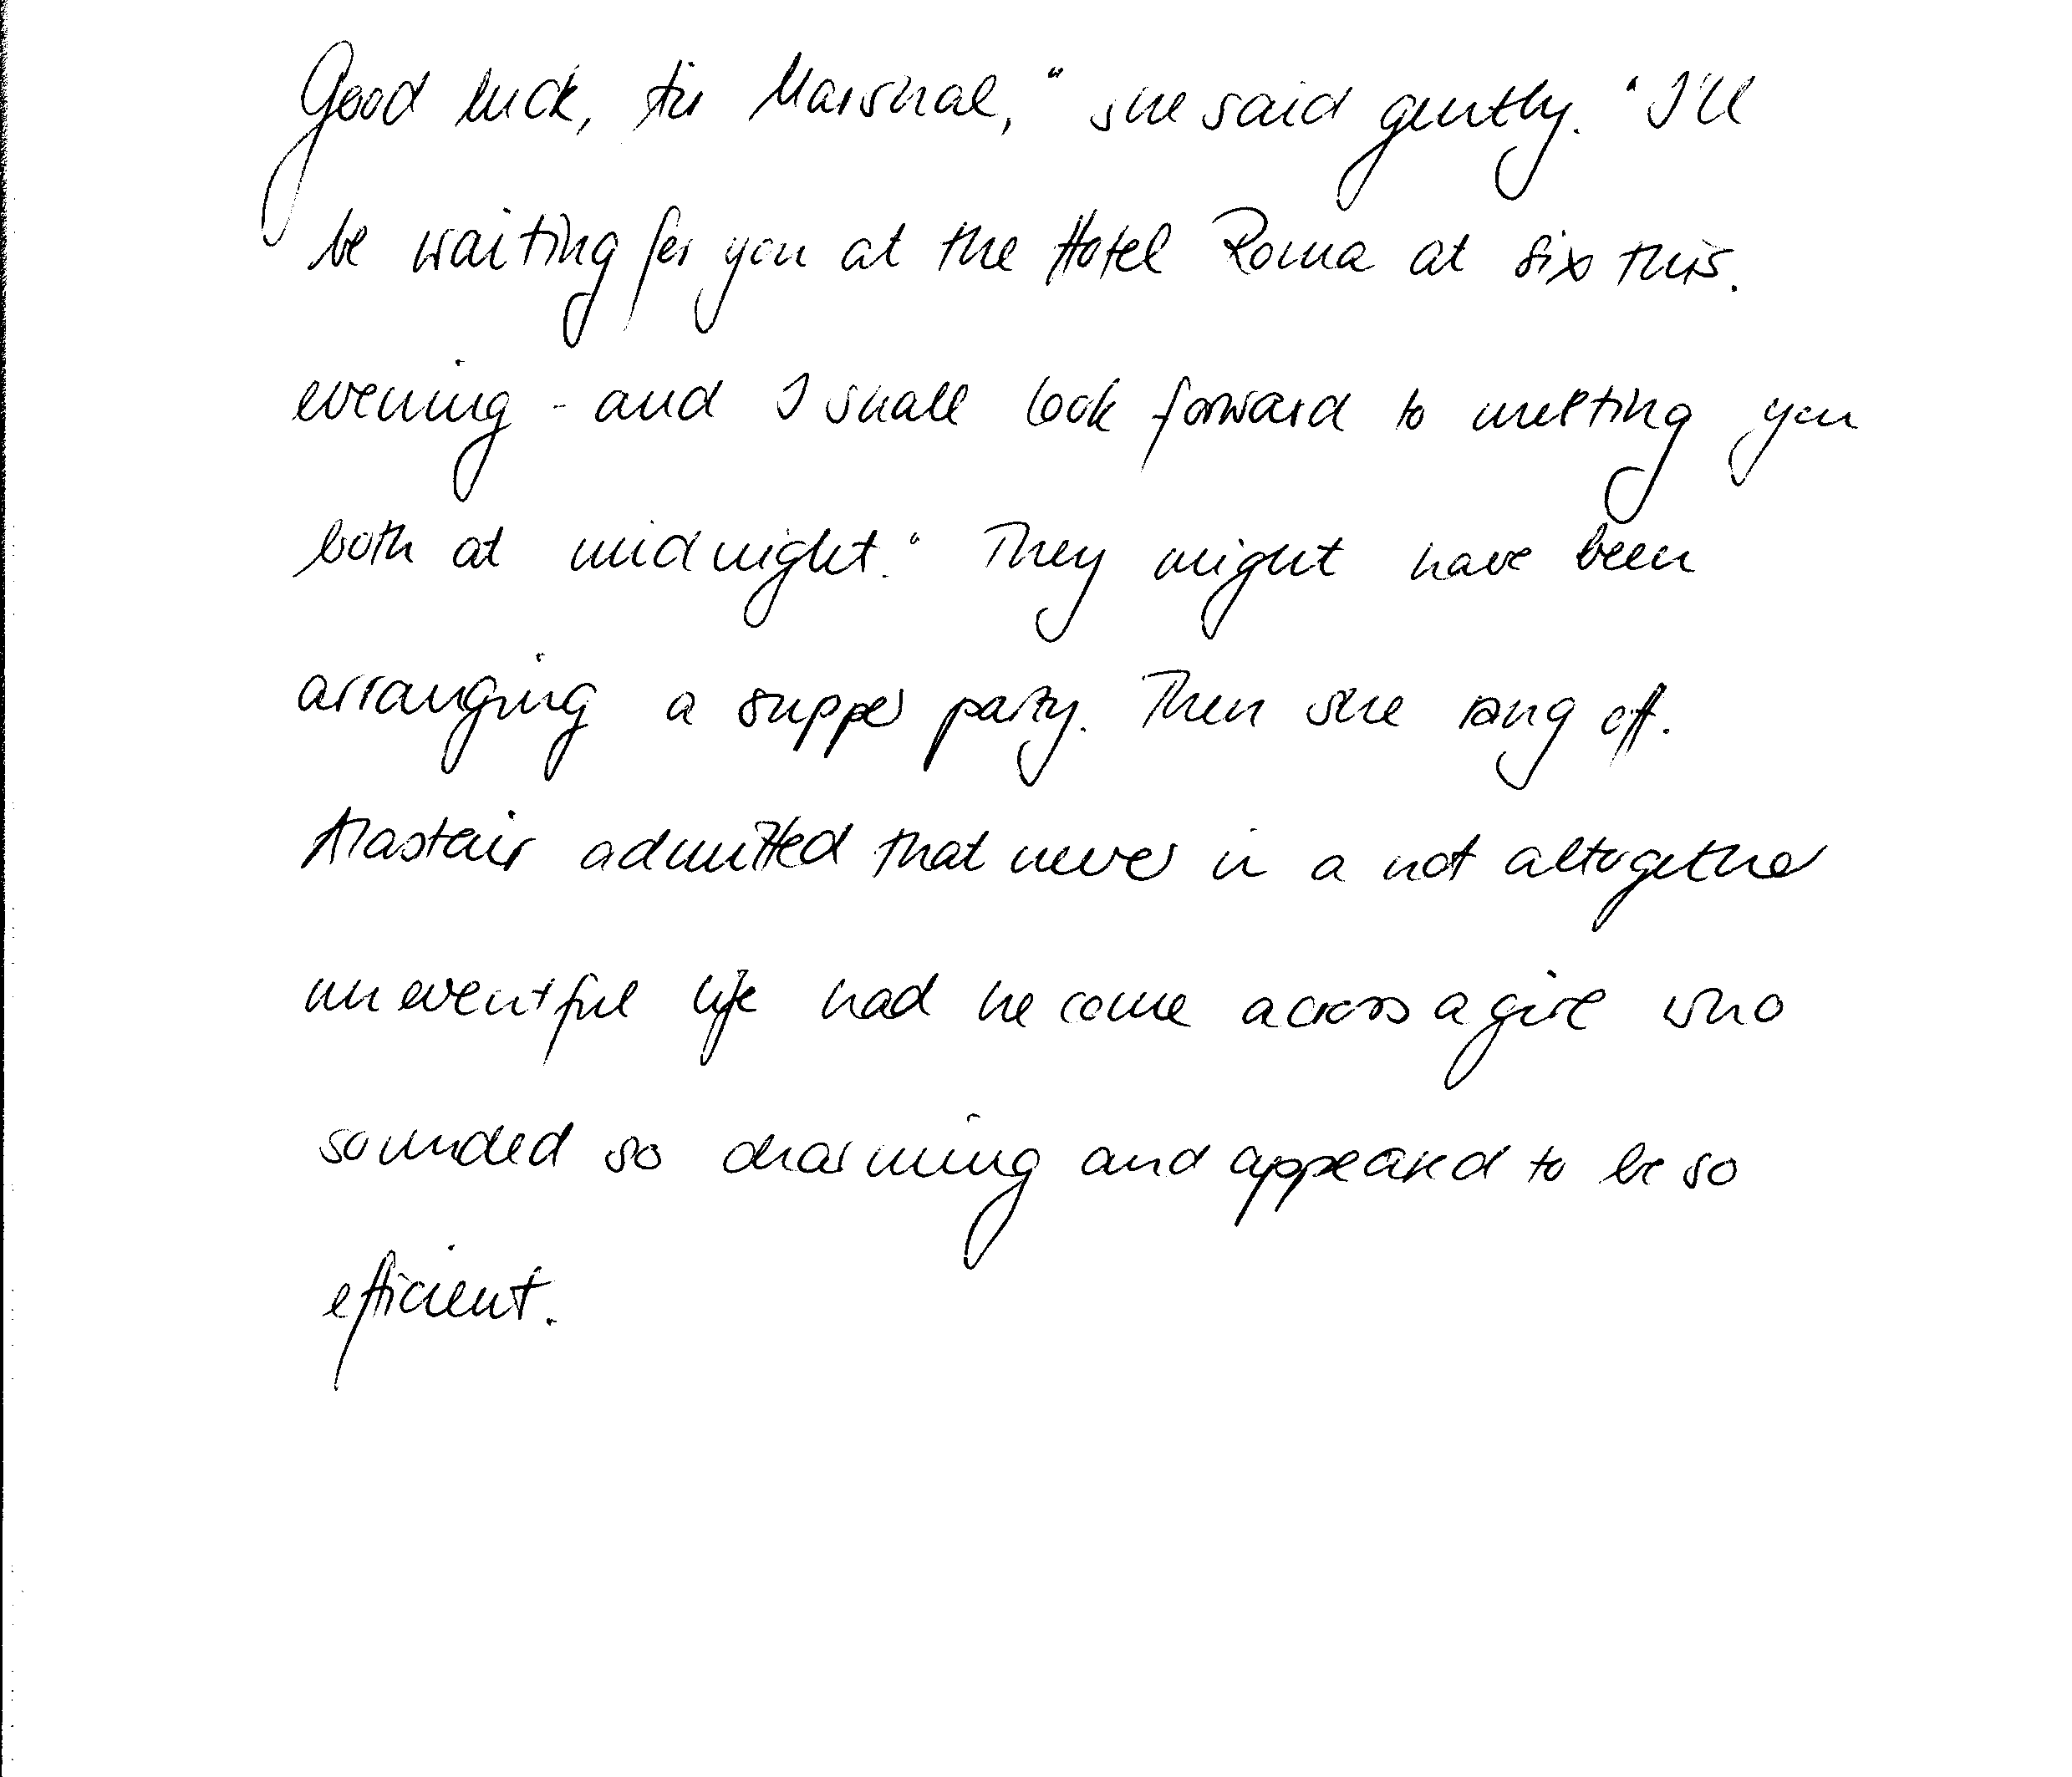 Good luck, Air Marshal," she said gently. "I'll
be waiting for you at the Hotel Roma at six this.
evening - and I shall look forward to meeting you
both at midnight." They might have been
arranging a supper party. Then she rang off.
Alastair admitted that never in a not altogether
uneventful life had he come across a girl who
sounded so charming and appeared to be so
efficient.